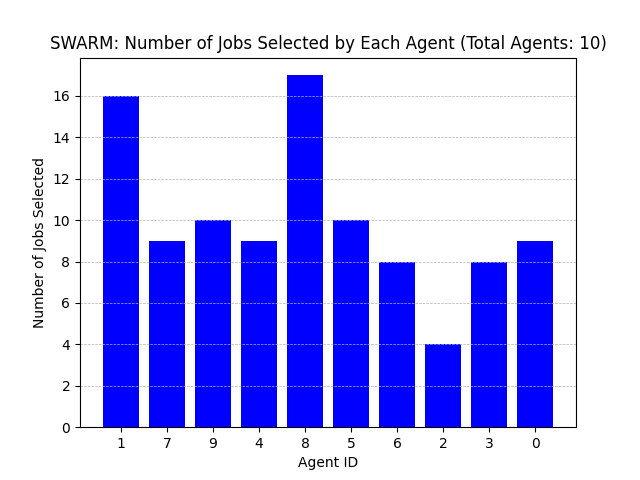 SWARM: Number of Jobs Selected by Each Agent (Total Agents: 10)
Number of Jobs Selected
16
14
12
10
8
6
4
2
0
1 7 9 4 8 5 6 2 3 0
Agent ID